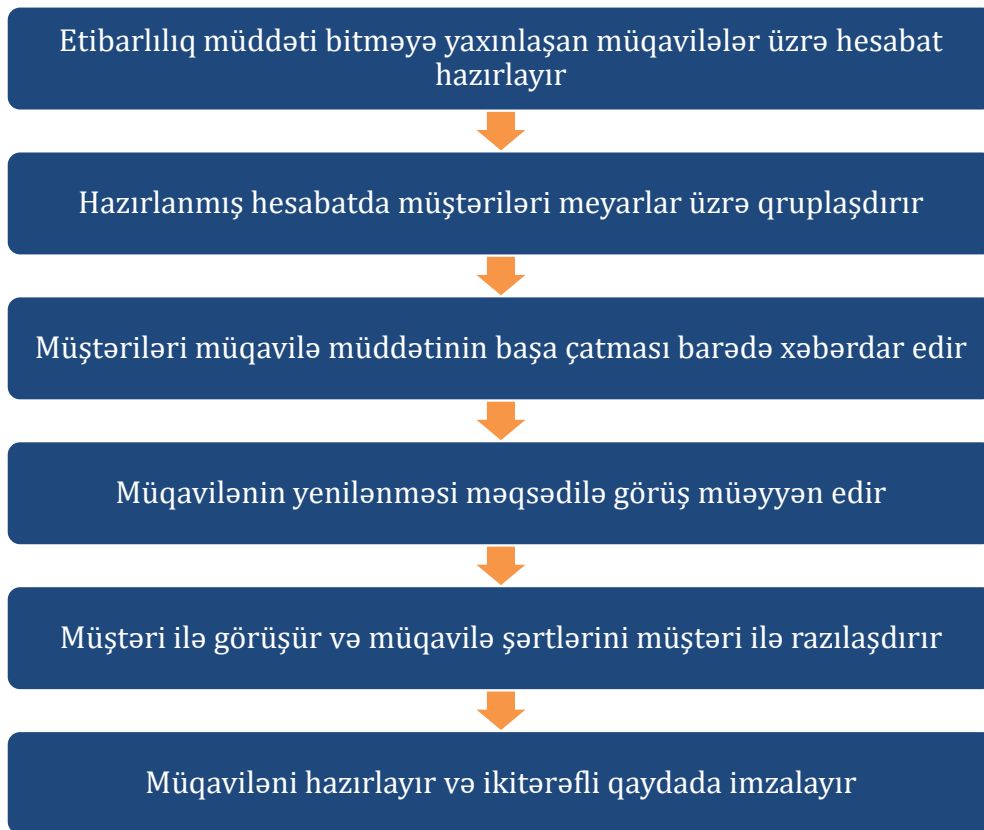 Etibarlılıq müddəti bitməyə yaxınlaşan müqavilələr üzrə hesabat
hazırlayır
Hazırlanmış hesabatda müştəriləri meyarlar üzrə qruplaşdırır
Müştəriləri müqavilə müddətinin başa çatması barədə xəbərdar edir
Müqavilənin yenilənməsi məqsədilə görüş müəyyən edir
Müştəri ilə görüşür və müqavilə şərtlərini müştəri ilə razılaşdırır
Müqaviləni hazırlayır və ikitərəfli qaydada imzalayır